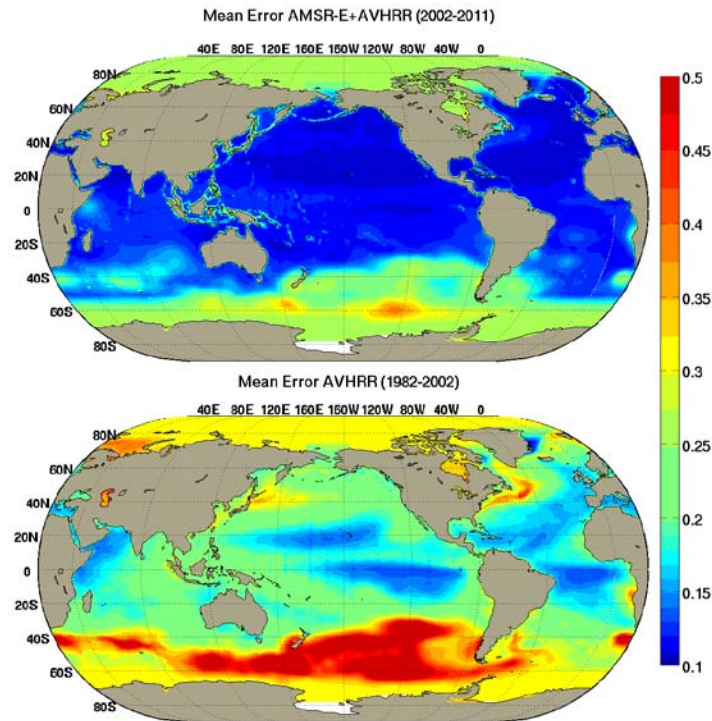 Mean Error AMSR-E+AVHRR (2002-2011)
40E 80E 120E 160E 160W 120W 80W 40W 0
80N
60N
40N
20N
0
20S
40S
60S
80S
Mean Error AVHRR (1982-2002)
40E 80E 120E 160E 160W 120W 80W 40W 0
80N
60N
40N
20N
0
20S
40S
60S
80S
0.5
0.45
0.4
0.35
0.3
0.25
0.2
0.15
0.1